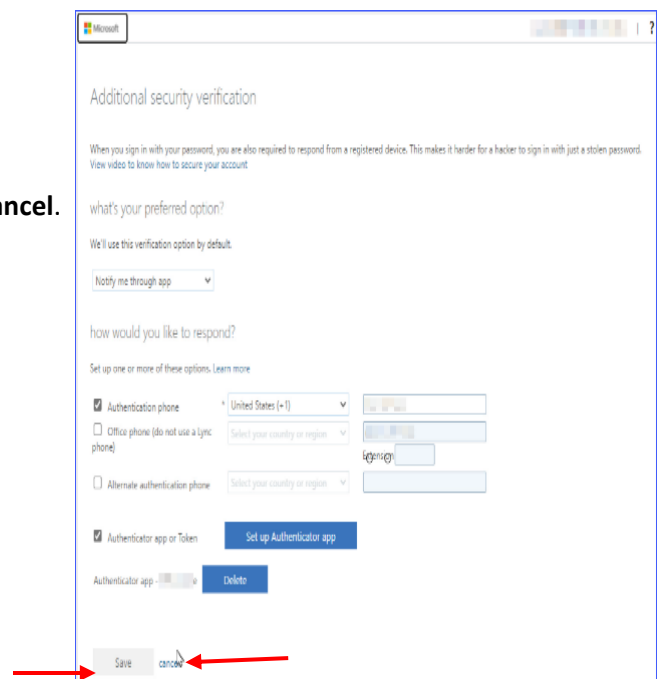 Microsoft
| ?
Additional security verification
When you sign in with your password, you are also required to respond from a registered device. This makes it harder for a hacker to sign in with just a stolen password.
View video to know how to secure your account
ancel.
what's your preferred option?
We'll use this verification option by default.
Notify me through app
how would you like to respond?
Set up one or more of these options. Learn more
Authentication phone * United States (+1)
Office phone (do not use a Lync
phone) Select your country or region
Extension
Alternate authentication phone Select your country or region
Authenticator app or Token Set up Authenticator app
Authenticator app - Delete
Save cancel